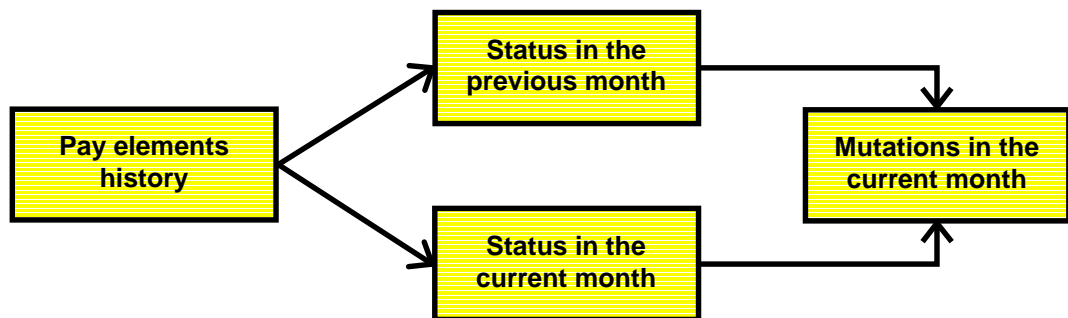 Pay elements
history
Status in the
previous month
Status in the
current month
Mutations in the
current month